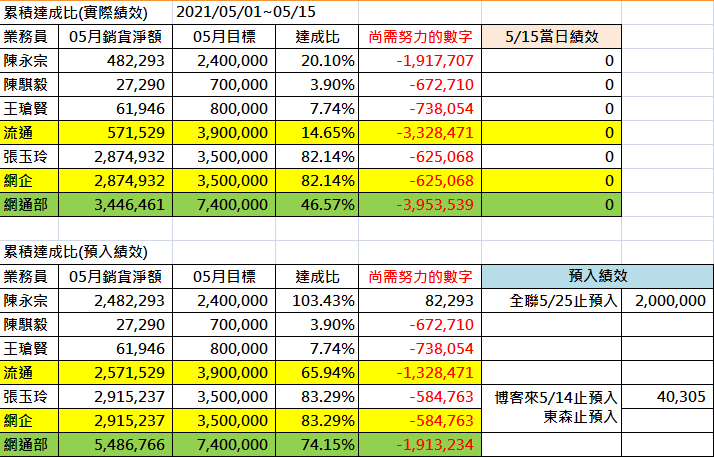 累積達成比(實際績效) 2021/05/01~05/15
業務員 05月銷貨淨額 05月目標 達成比 尚需努力的數字 5/15當日績效
陳永宗 482,293 2,400,000 20.10% -1,917,707 0
陳騏毅 27,290 700,000 3.90% -672,710 0
王瑲賢 61,946 800,000 7.74% -738,054 0
流通 571,529 3,900,000 14.65% -3,328,471 0
張玉玲 2,874,932 3,500,000 82.14% -625,068 0
網企 2,874,932 3,500,000 82.14% -625,068 0
網通部 3,446,461 7,400,000 46.57% -3,953,539 0
累積達成比(預入績效)
業務員 05月銷貨淨額 05月目標 達成比 尚需努力的數字 預入績效
陳永宗 2,482,293 2,400,000 103.43% 82,293 全聯5/25止預入 2,000,000
陳騏毅 27,290 700,000 3.90% -672,710
王瑲賢 61,946 800,000 7.74% -738,054
流通 2,571,529 3,900,000 65.94% -1,328,471
張玉玲 2,915,237 3,500,000 83.29% -584,763 博客來5/14止預入 40,305
網企 2,915,237 3,500,000 83.29% -584,763 東森止預入
網通部 5,486,766 7,400,000 74.15% -1,913,234